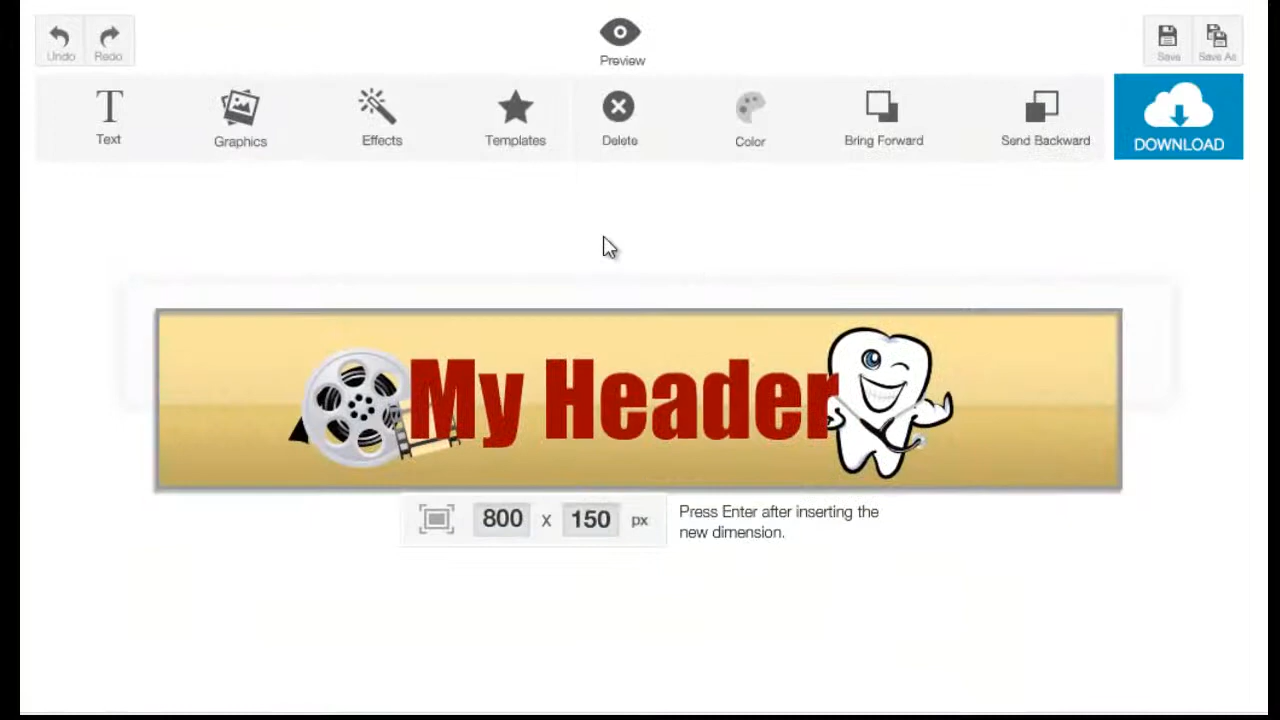 Undo Redo
Preview
Save Save As
Text
Graphics
Effects
Templates
Delete
Color
Bring Forward
Send Backward
DOWNLOAD
My Header
800 x 150 px
Press Enter after inserting the
new dimension.